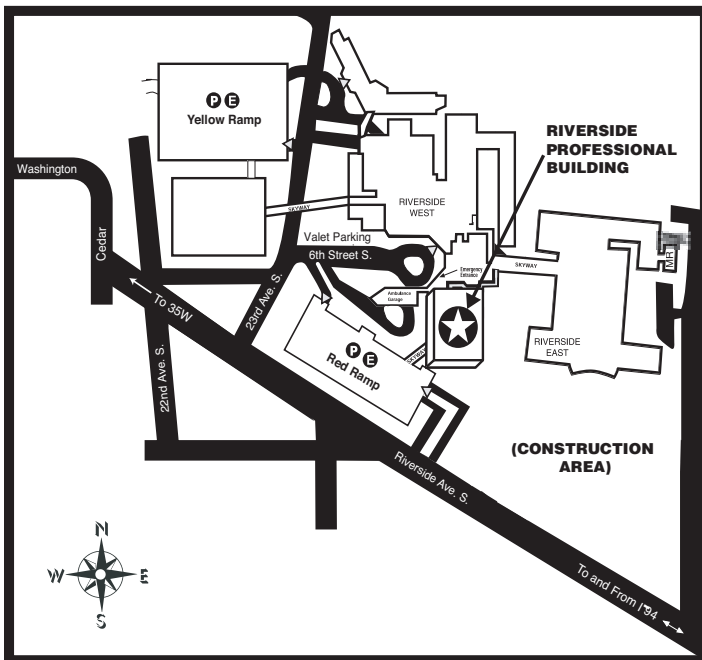 P E
Yellow Ramp
RIVERSIDE
PROFESSIONAL
BUILDING
Washington
RIVERSIDE
WEST
SKYWAY
Cedar
Valet Parking
6th Street S.
Emergency
Entrance
SKYWAY
MRI
Ambulance
Garage
To 35W
23rd Ave. S.
P E
Red Ramp
SKYWAY
RIVERSIDE
EAST
22nd Ave. S.
(CONSTRUCTION
AREA)
Riverside Ave. S.
N
W E
S
To and From I'94